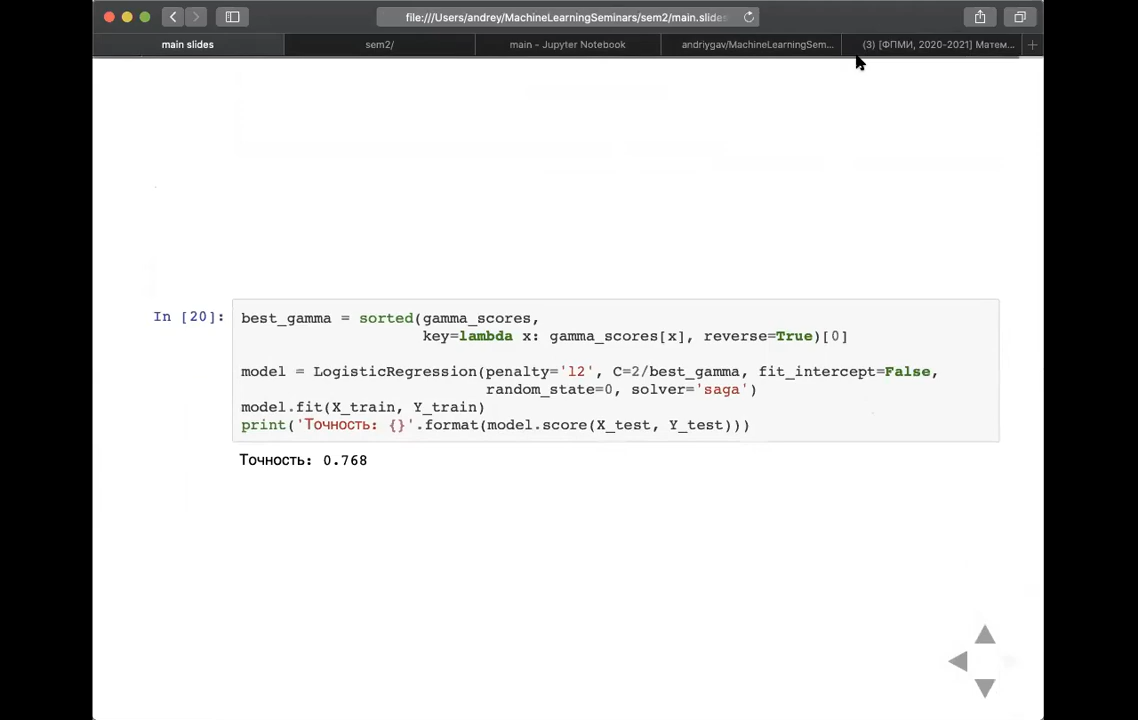 file:///Users/andrey/MachineLearningSeminars/sem2/main.slides
main slides
sem2/
main - Jupyter Notebook
andriygav/MachineLearningSem...
(3) [ФПМИ, 2020-2021] Матем...
In [20]:
best_gamma = sorted(gamma_scores,
key=lambda x: gamma_scores[x], reverse=True)[0]
model = LogisticRegression(penalty='l2', C=2/best_gamma, fit_intercept=False,
random_state=0, solver='saga')
model.fit(X_train, Y_train)
print('Точность: {}'.format(model.score(X_test, Y_test)))
Точность: 0.768